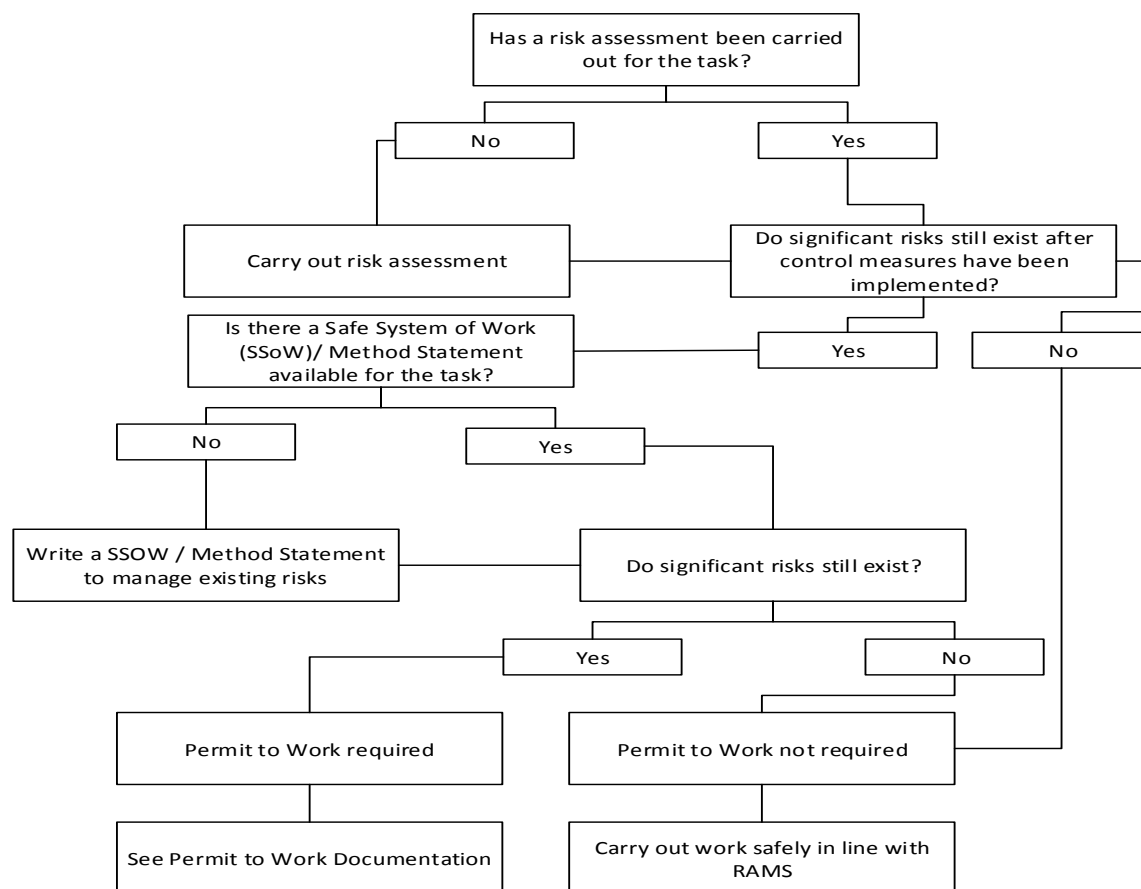 Has a risk assessment been carried
out for the task?
No
Yes
Carry out risk assessment
Do significant risks still exist after
control measures have been
implemented?
Is there a Safe System of Work
(SSoW)/ Method Statement
available for the task?
Yes
No
No
Yes
Write a SSOW / Method Statement
to manage existing risks
Do significant risks still exist?
Yes
No
Permit to Work required
Permit to Work not required
See Permit to Work Documentation
Carry out work safely in line with
RAMS